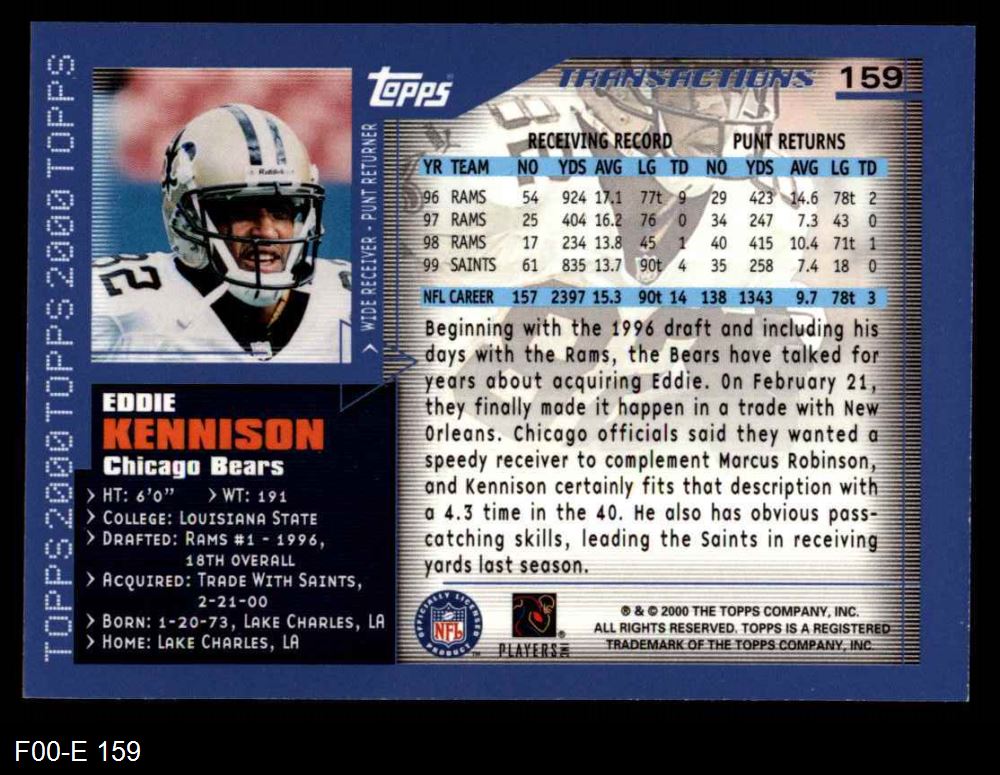 TOPPS 2000 TOPPS 2000 TOPPS 2000 TOPPS
Topps
WIDE RECEIVER - PUNT RETURNER
TRANSACTIONS 159
RECEIVING RECORD PUNT RETURNS
YR TEAM NO YDS AVG LG TD NO YDS AVG LG TD
96 RAMS 54 924 17.1 77t 9 29 423 14.6 78t 2
97 RAMS 25 404 16.2 76 0 34 247 7.3 43 0
98 RAMS 17 234 13.8 45 1 40 415 10.4 71t 1
99 SAINTS 61 835 13.7 90t 4 35 258 7.4 18 0
NFL CAREER 157 2397 15.3 90t 14 138 1343 9.7 78t 3
Beginning with the 1996 draft and including his
days with the Rams, the Bears have talked for
years about acquiring Eddie. On February 21,
they finally made it happen in a trade with New
Orleans. Chicago officials said they wanted a
speedy receiver to complement Marcus Robinson,
and Kennison certainly fits that description with
a 4.3 time in the 40. He also has obvious pass-
catching skills, leading the Saints in receiving
yards last season.
Riddell
82
EDDIE
KENNISON
Chicago Bears
> HT: 6'0" > WT: 191
> COLLEGE: LOUISIANA STATE
> DRAFTED: RAMS #1 - 1996,
18TH OVERALL
> ACQUIRED: TRADE WITH SAINTS,
2-21-00
> BORN: 1-20-73, LAKE CHARLES, LA
> HOME: LAKE CHARLES, LA
OFFICIALLY LICENSED PRODUCT
NFL
PLAYERS INC
® & © 2000 THE TOPPS COMPANY, INC.
ALL RIGHTS RESERVED. TOPPS IS A REGISTERED
TRADEMARK OF THE TOPPS COMPANY, INC.
F00-E 159